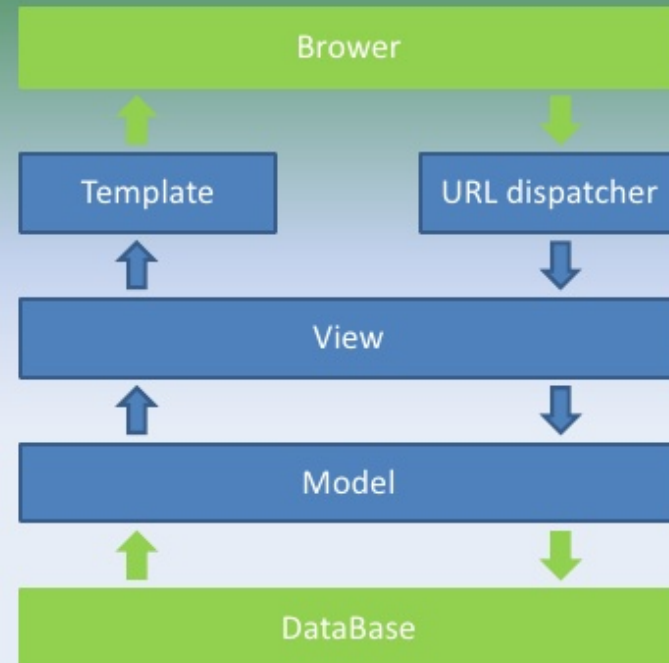 Brower
Template
URL dispatcher
View
Model
DataBase